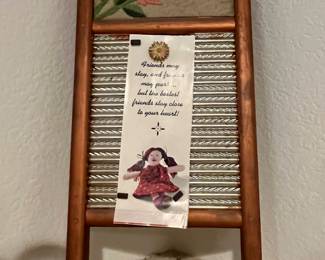 Friends may
stay, and friends
may part...
but the bestest
friends stay close
to your heart!